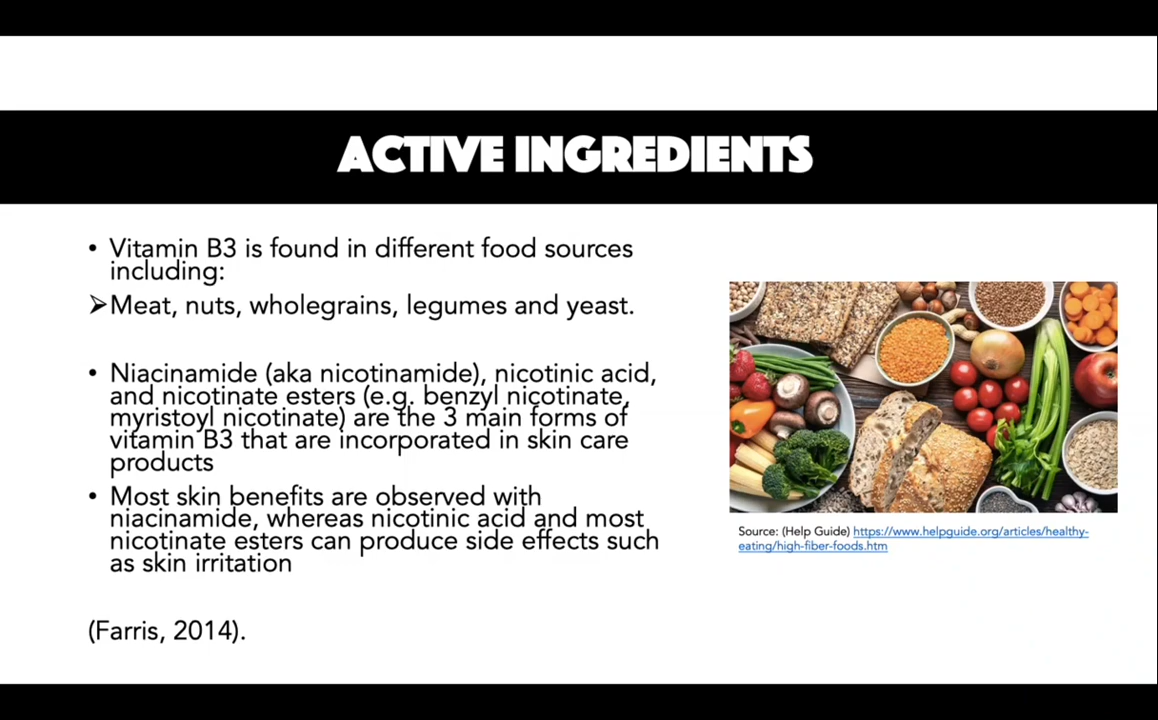 ACTIVE INGREDIENTS
• Vitamin B3 is found in different food sources
including:
➢Meat, nuts, wholegrains, legumes and yeast.
• Niacinamide (aka nicotinamide), nicotinic acid,
and nicotinate esters (e.g. benzyl nicotinate,
myristoyl nicotinate) are the 3 main forms of
vitamin B3 that are incorporated in skin care
products
• Most skin benefits are observed with
niacinamide, whereas nicotinic acid and most
nicotinate esters can produce side effects such
as skin irritation
(Farris, 2014).
Source: (Help Guide) https://www.helpguide.org/articles/healthy-
eating/high-fiber-foods.htm